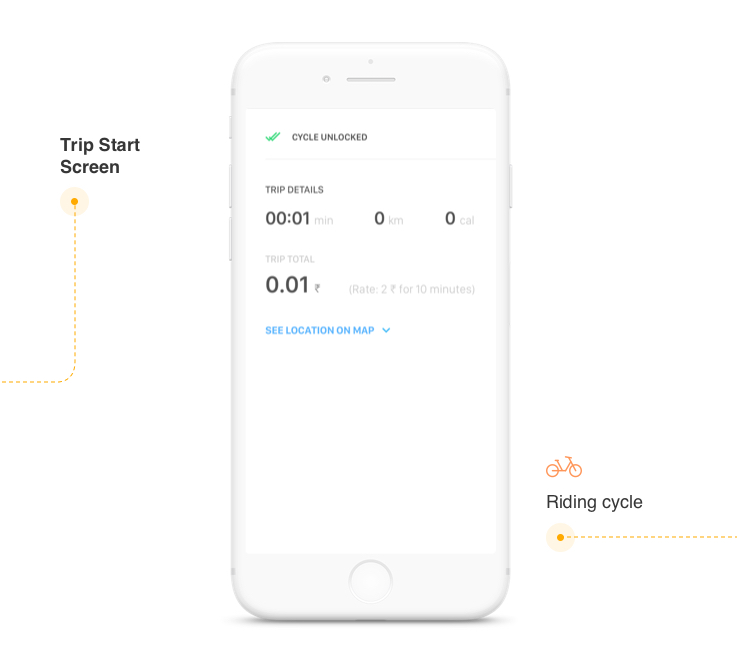 Trip Start
Screen
CYCLE UNLOCKED
TRIP DETAILS
00:01 min 0 km 0 cal
TRIP TOTAL
0.01 ₹ (Rate: 2 ₹ for 10 minutes)
SEE LOCATION ON MAP
Riding cycle